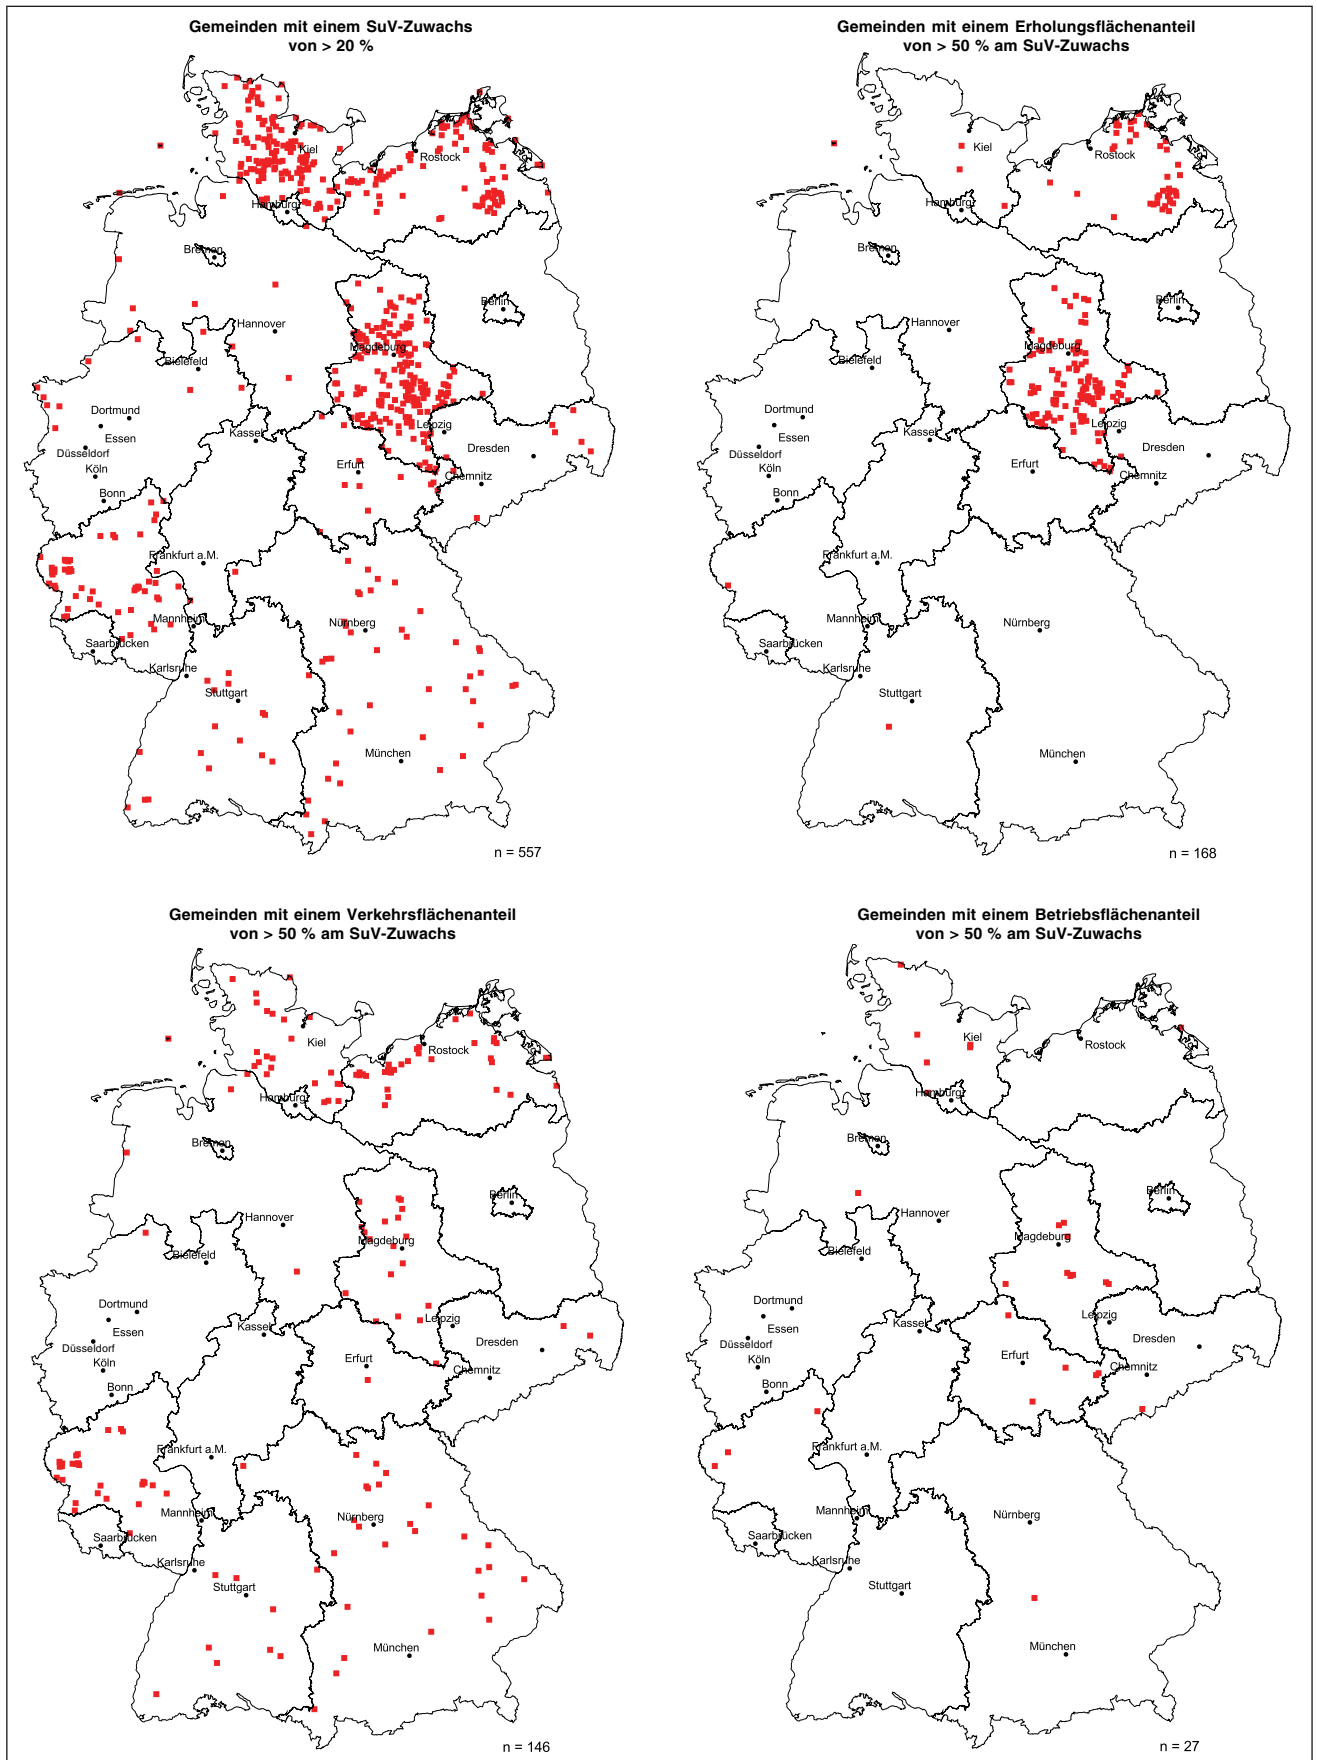 Gemeinden mit einem SuV-Zuwachs
von > 20 %
Kiel
Rostock
Hamburg
Bremen
Berlin
Hannover
Magdeburg
Bielefeld
Dortmund
Essen
Düsseldorf
Köln
Bonn
Kassel
Leipzig
Dresden
Erfurt
Chemnitz
Frankfurt a.M.
Mannheim
Nürnberg
Saarbrücken
Karlsruhe
Stuttgart
München
n = 557
Gemeinden mit einem Erholungsflächenanteil
von > 50 % am SuV-Zuwachs
Kiel
Rostock
Hamburg
Bremen
Berlin
Hannover
Magdeburg
Bielefeld
Dortmund
Essen
Düsseldorf
Köln
Bonn
Kassel
Leipzig
Dresden
Erfurt
Chemnitz
Frankfurt a.M.
Mannheim
Nürnberg
Saarbrücken
Karlsruhe
Stuttgart
München
n = 168
Gemeinden mit einem Verkehrsflächenanteil
von > 50 % am SuV-Zuwachs
Kiel
Rostock
Hamburg
Bremen
Berlin
Hannover
Magdeburg
Bielefeld
Dortmund
Essen
Düsseldorf
Köln
Bonn
Kassel
Leipzig
Dresden
Erfurt
Chemnitz
Frankfurt a.M.
Mannheim
Nürnberg
Saarbrücken
Karlsruhe
Stuttgart
München
n = 146
Gemeinden mit einem Betriebsflächenanteil
von > 50 % am SuV-Zuwachs
Kiel
Rostock
Hamburg
Bremen
Berlin
Hannover
Magdeburg
Bielefeld
Dortmund
Essen
Düsseldorf
Köln
Bonn
Kassel
Leipzig
Dresden
Erfurt
Chemnitz
Frankfurt a.M.
Mannheim
Nürnberg
Saarbrücken
Karlsruhe
Stuttgart
München
n = 27